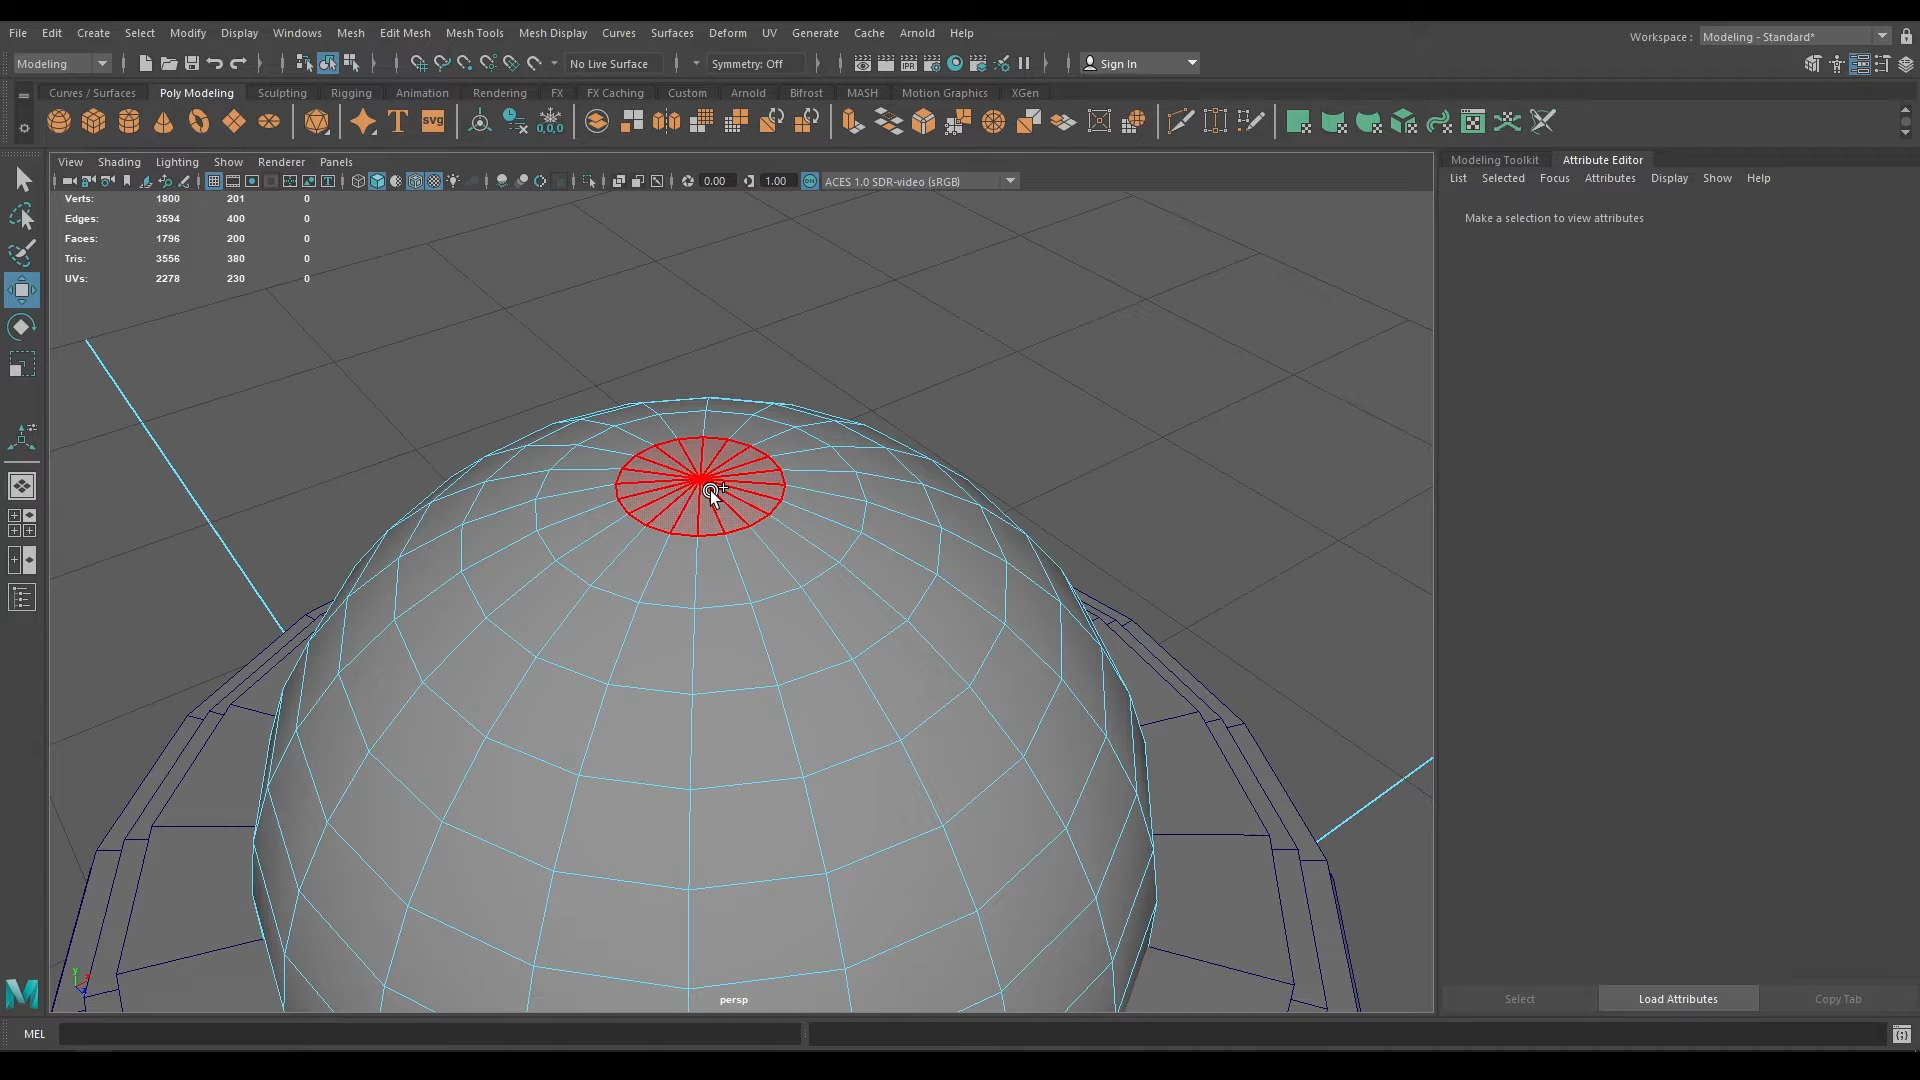 File Edit Create Select Modify Display Windows Mesh Edit Mesh Mesh Tools Mesh Display Curves Surfaces Deform UV Generate Cache Arnold Help
Workspace : Modeling - Standard*
Modeling No Live Surface Symmetry: Off Sign In
Curves / Surfaces Poly Modeling Sculpting Rigging Animation Rendering FX FX Caching Custom Arnold Bifrost MASH Motion Graphics XGen
T svg 0,0,0
View Shading Lighting Show Renderer Panels
0.00 1.00 ON ACES 1.0 SDR-video (sRGB)
Verts: 1800 201 0
Edges: 3594 400 0
Faces: 1796 200 0
Tris: 3556 380 0
UVs: 2278 230 0
Modeling Toolkit Attribute Editor
List Selected Focus Attributes Display Show Help
Make a selection to view attributes
y x z
persp
M
Select Load Attributes Copy Tab
MEL